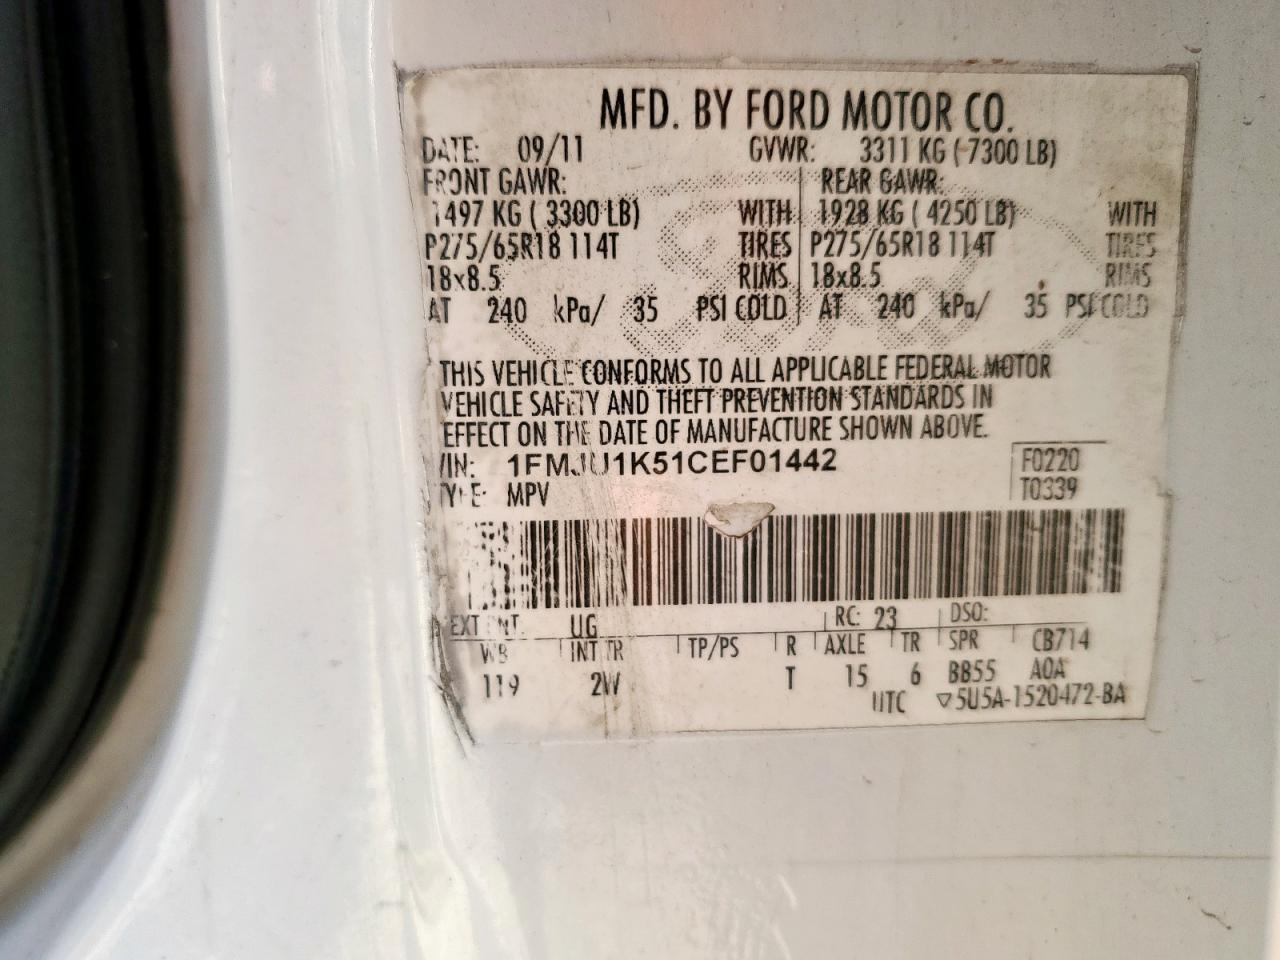 MFD. BY FORD MOTOR CO.
DATE: 09/11 GVWR: 3311 KG ( 7300 LB)
FRONT GAWR: REAR GAWR:
1497 KG ( 3300 LB) WITH 1928 KG ( 4250 LB) WITH
P275/65R18 114T TIRES P275/65R18 114T TIRES
18x8.5 RIMS 18x8.5 RIMS
AT 240 kPa/ 35 PSI COLD AT 240 kPa/ 35 PSI COLD
THIS VEHICLE CONFORMS TO ALL APPLICABLE FEDERAL MOTOR
VEHICLE SAFETY AND THEFT PREVENTION STANDARDS IN
EFFECT ON THE DATE OF MANUFACTURE SHOWN ABOVE.
VIN: 1FMJU1K51CEF01442 F0220
TYPE: MPV T0339
EXT PNT: UG RC: 23 DSO:
WB INT TR TP/PS R AXLE TR SPR CB714
119 2W T 15 6 BB55 AOA
UTC ▽5U5A-1520472-BA